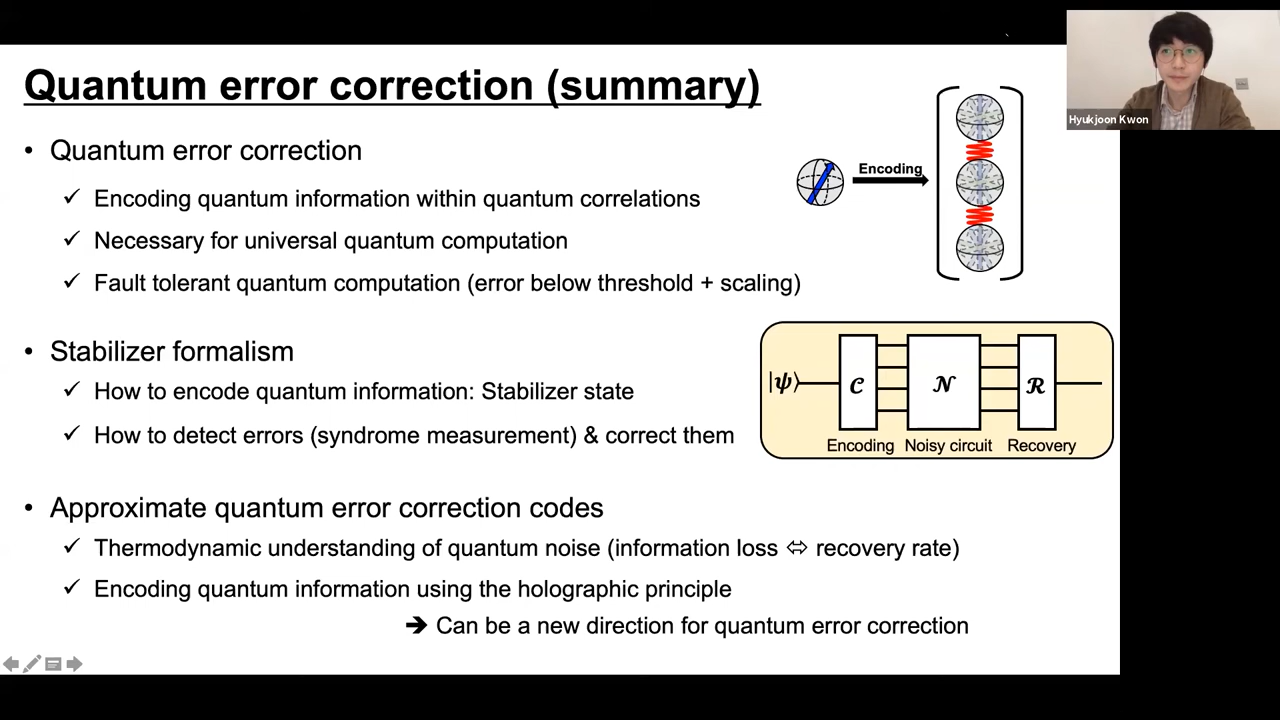 Quantum error correction (summary)
Hyukjoon Kwon
• Quantum error correction
✓ Encoding quantum information within quantum correlations
✓ Necessary for universal quantum computation
✓ Fault tolerant quantum computation (error below threshold + scaling)
Encoding
• Stabilizer formalism
✓ How to encode quantum information: Stabilizer state
✓ How to detect errors (syndrome measurement) & correct them
|ψ⟩ 𝓒 𝓝 𝓡
Encoding Noisy circuit Recovery
• Approximate quantum error correction codes
✓ Thermodynamic understanding of quantum noise (information loss ⇔ recovery rate)
✓ Encoding quantum information using the holographic principle
➔ Can be a new direction for quantum error correction